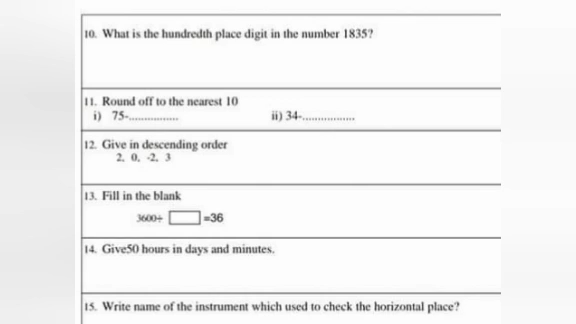 10. What is the hundredth place digit in the number 1835?
11. Round off to the nearest 10
i) 75-................ ii) 34-.................
12. Give in descending order
2, 0, -2, 3
13. Fill in the blank
3600÷ =36
14. Give50 hours in days and minutes.
15. Write name of the instrument which used to check the horizontal place?